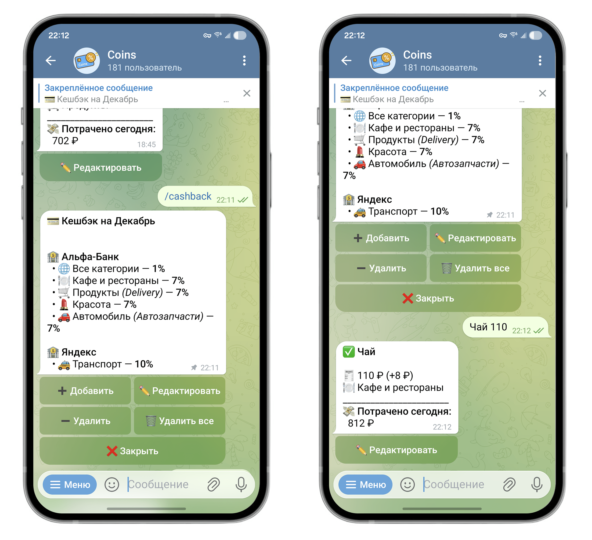 22:12
Coins
181 пользователь
Закреплённое сообщение
Кешбэк на Декабрь
Потрачено сегодня:
702 ₽
18:45
Редактировать
/cashback 22:11
Кешбэк на Декабрь
Альфа-Банк
• Все категории — 1%
• Кафе и рестораны — 7%
• Продукты (Delivery) — 7%
• Красота — 7%
• Автомобиль (Автозапчасти) —
7%
Яндекс
• Транспорт — 10%
22:11
+ Добавить
Редактировать
— Удалить
Удалить все
Закрыть
Меню
Сообщение
22:12
Coins
181 пользователь
Закреплённое сообщение
Кешбэк на Декабрь
• Все категории — 1%
• Кафе и рестораны — 7%
• Продукты (Delivery) — 7%
• Красота — 7%
• Автомобиль (Автозапчасти) —
7%
Яндекс
• Транспорт — 10%
22:11
+ Добавить
Редактировать
— Удалить
Удалить все
Закрыть
Чай 110 22:12
Чай
110 ₽ (+8 ₽)
Кафе и рестораны
Потрачено сегодня:
812 ₽
22:12
Редактировать
Меню
Сообщение